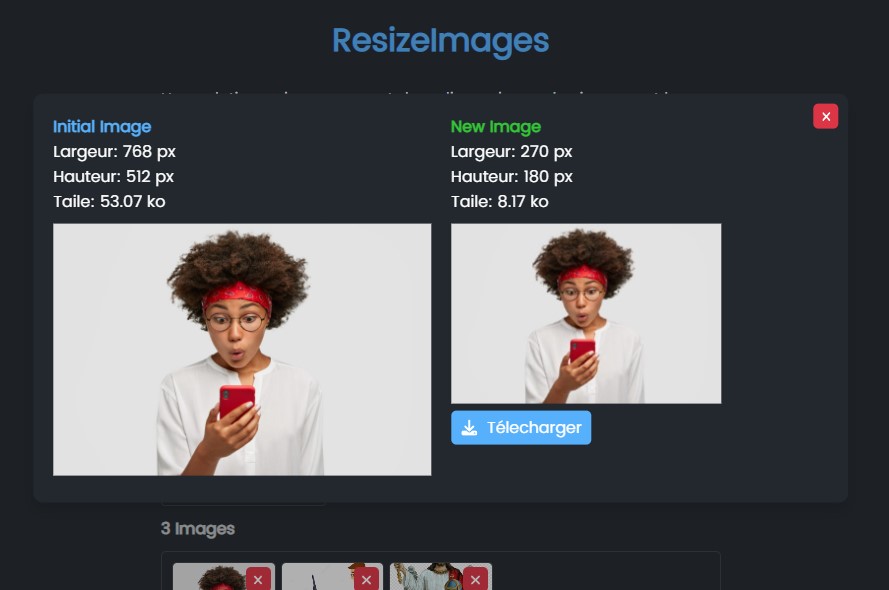 ResizeImages
Initial Image
Largeur: 768 px
Hauteur: 512 px
Taile: 53.07 ko
New Image
Largeur: 270 px
Hauteur: 180 px
Taile: 8.17 ko
Télecharger
3 Images